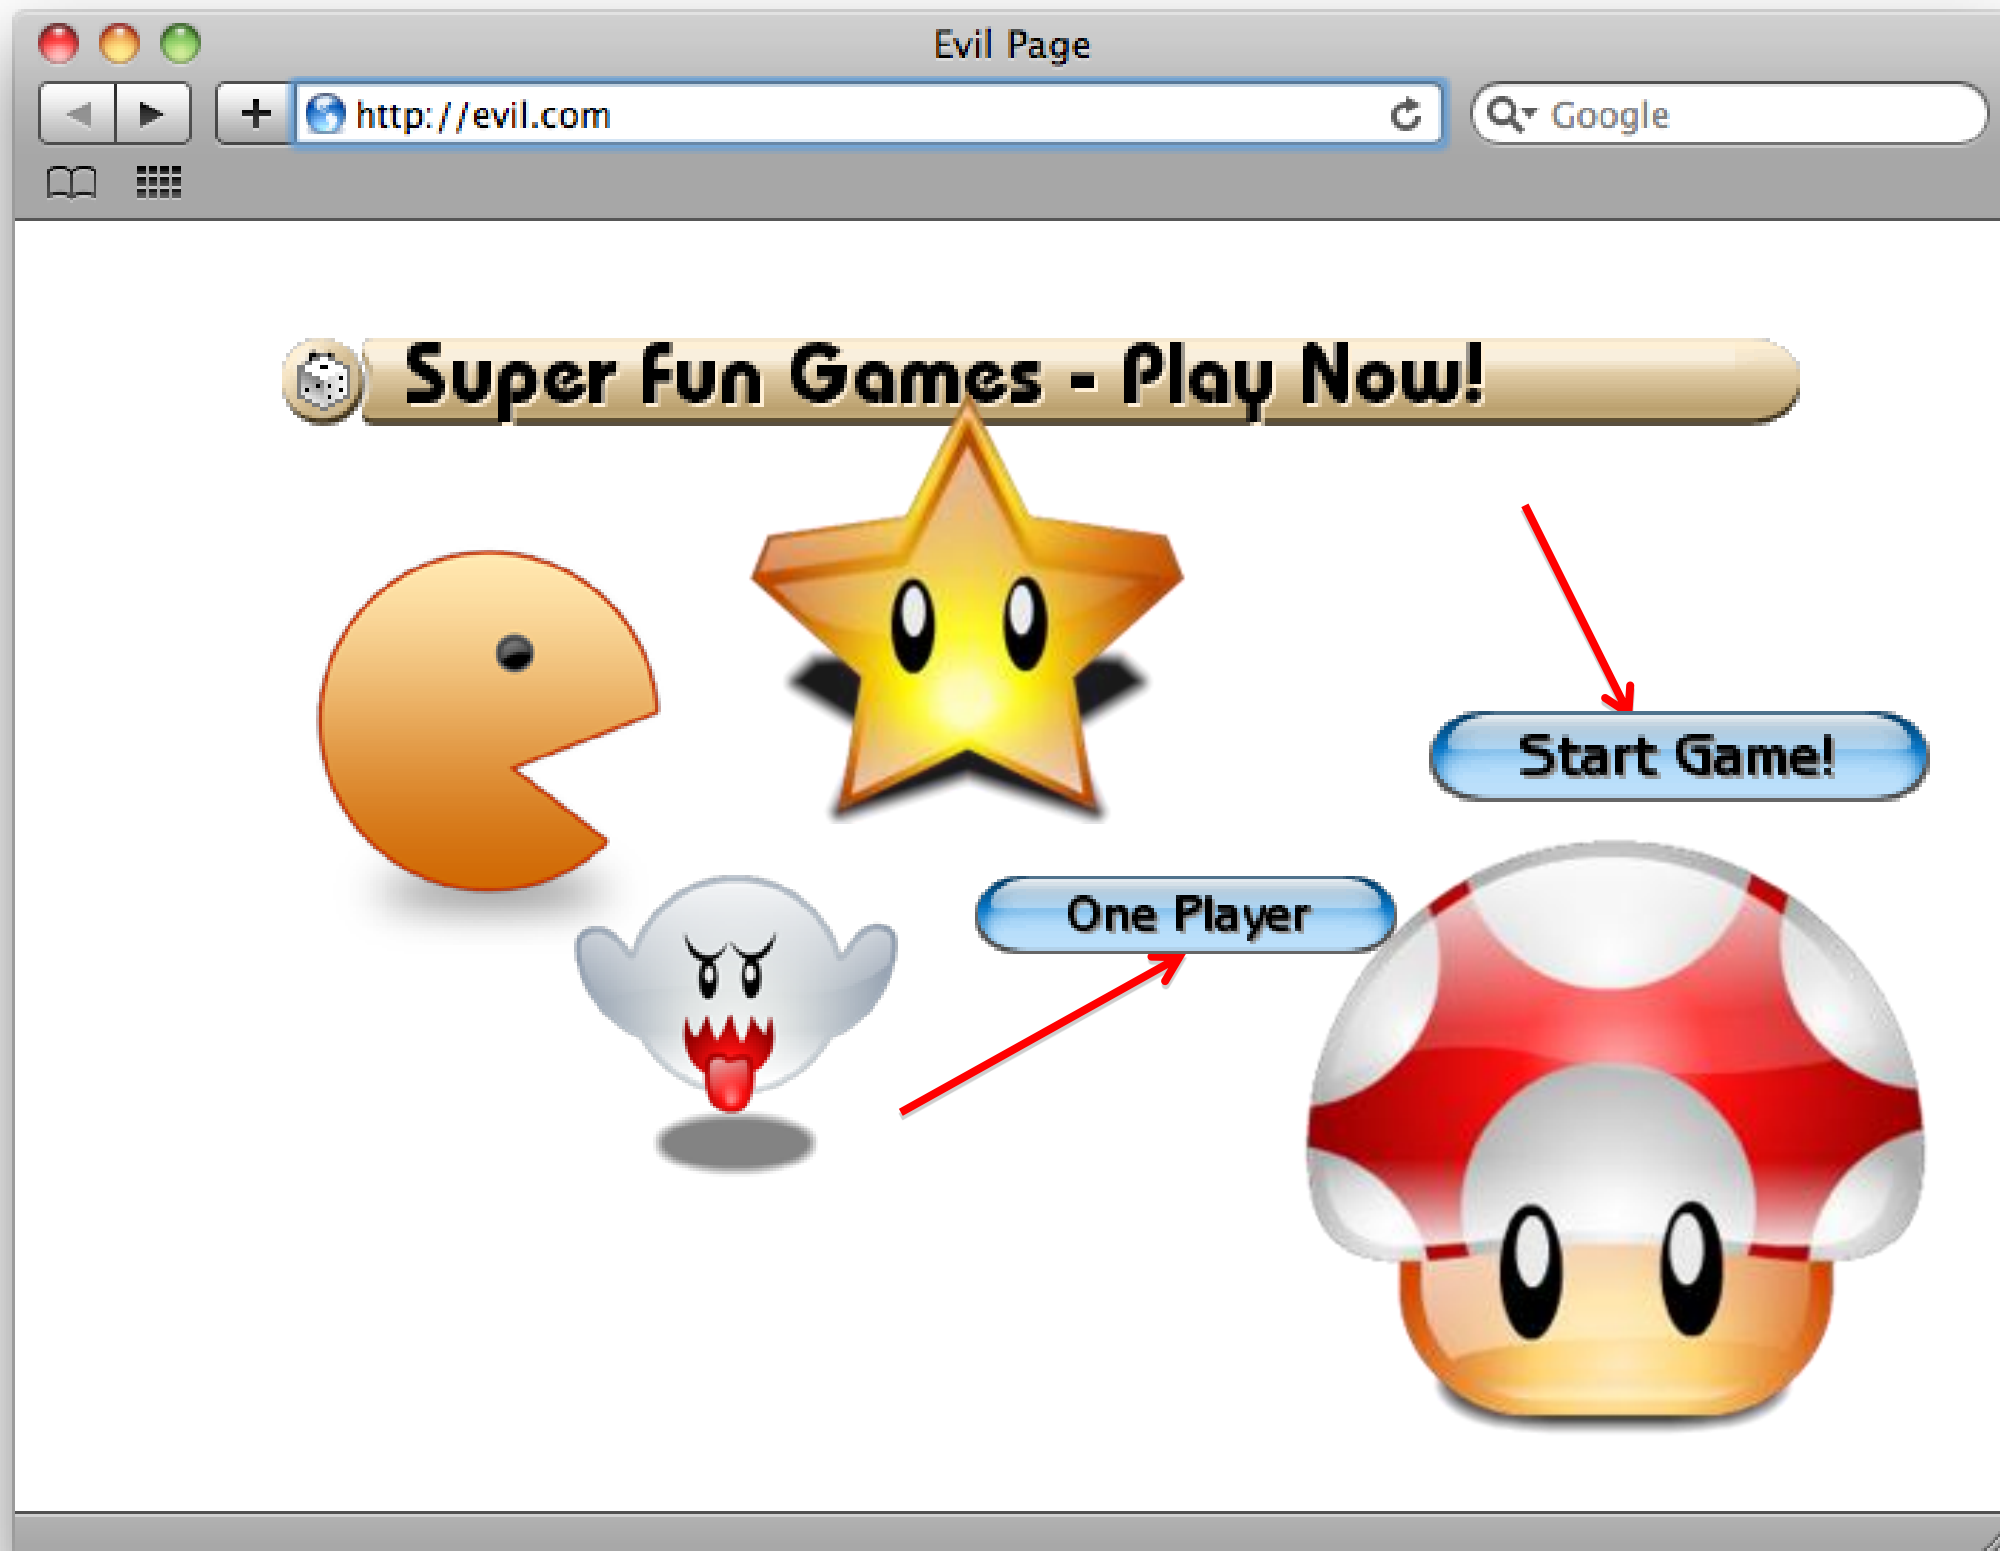 Evil Page
http://evil.com
Google
Super Fun Games - Play Now!
Start Game!
One Player